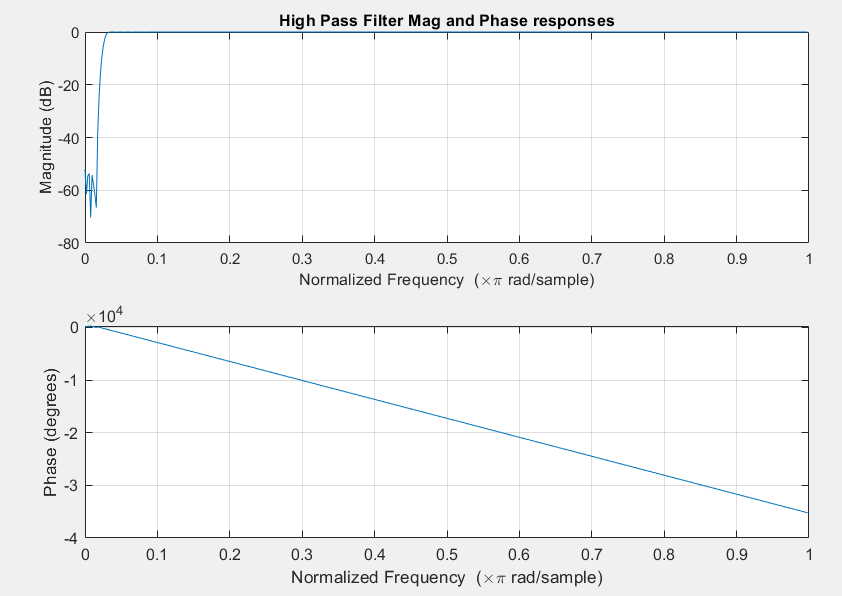 High Pass Filter Mag and Phase responses
0
-20
-40
-60
-80
Magnitude (dB)
0 0.1 0.2 0.3 0.4 0.5 0.6 0.7 0.8 0.9 1
Normalized Frequency (×π rad/sample)
×10⁴
0
-1
-2
-3
-4
Phase (degrees)
0 0.1 0.2 0.3 0.4 0.5 0.6 0.7 0.8 0.9 1
Normalized Frequency (×π rad/sample)